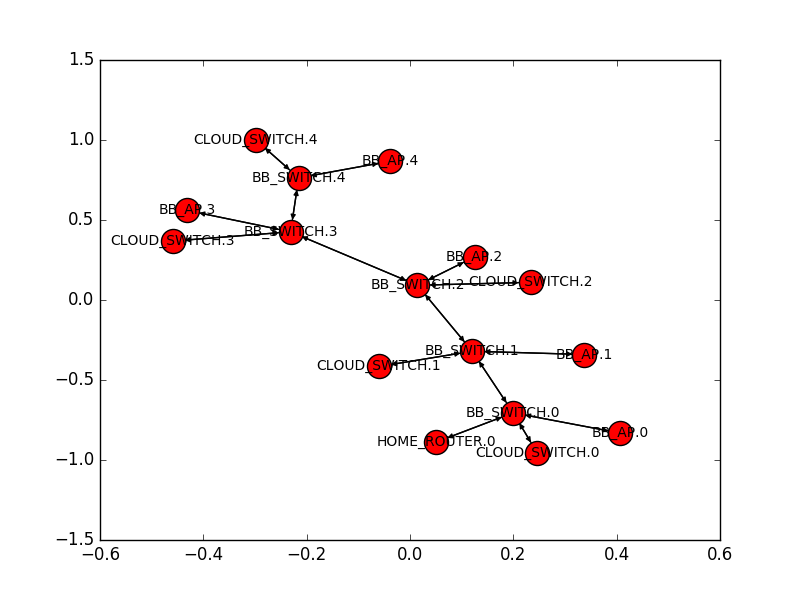 1.5
1.0
0.5
0.0
−0.5
−1.0
−1.5
CLOUD_SWITCH.4
BB_AP.4
BB_SWITCH.4
BB_AP.3
BB_SWITCH.3
CLOUD_SWITCH.3
BB_AP.2
BB_SWITCH.2
CLOUD_SWITCH.2
BB_SWITCH.1
BB_AP.1
CLOUD_SWITCH.1
BB_SWITCH.0
BB_AP.0
HOME_ROUTER.0
CLOUD_SWITCH.0
−0.6 −0.4 −0.2 0.0 0.2 0.4 0.6